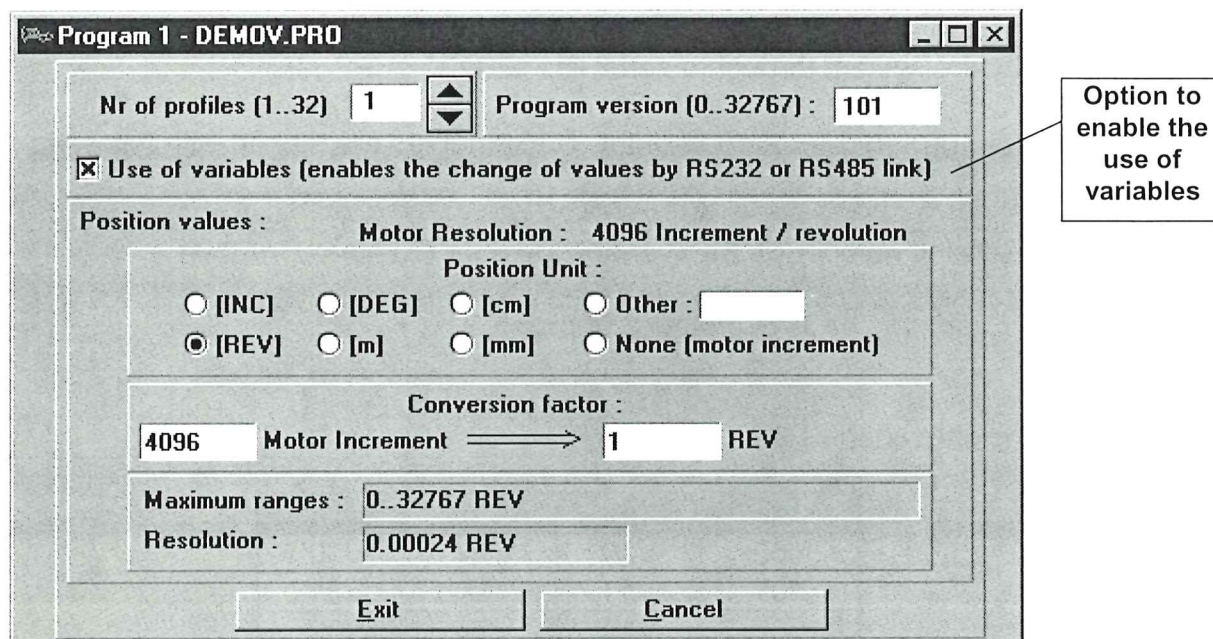 Program 1 - DEMOV.PRO
Nr of profiles (1..32) 1
Program version (0..32767) : 101
Use of variables (enables the change of values by RS232 or RS485 link)
Option to
enable the
use of
variables
Position values :
Motor Resolution : 4096 Increment / revolution
Position Unit :
[INC] [DEG] [cm] Other :
[REV] [m] [mm] None (motor increment)
Conversion factor :
4096 Motor Increment 1 REV
Maximum ranges : 0..32767 REV
Resolution : 0.00024 REV
Exit Cancel